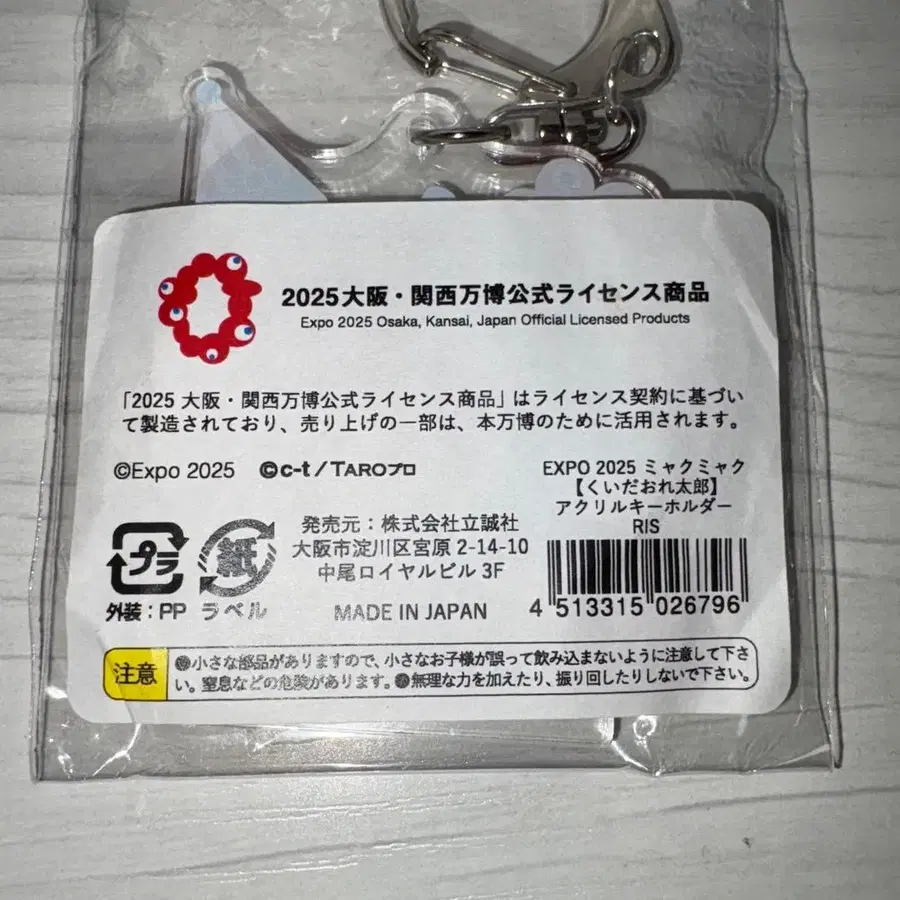 2025大阪・関西万博公式ライセンス商品
Expo 2025 Osaka, Kansai, Japan Official Licensed Products
「2025 大阪・関西万博公式ライセンス商品」はライセンス契約に基づい
て製造されており、売り上げの一部は、本万博のために活用されます。
©Expo 2025 ©c-t/TAROプロ
EXPO 2025 ミャクミャク
【くいだおれ太郎】
アクリルキーホルダー
RIS
プラ
紙
外装:PP ラベル
発売元:株式会社立誠社
大阪市淀川区宮原 2-14-10
中尾ロイヤルビル 3F
MADE IN JAPAN
4 513315 026796
注意
●小さな部品がありますので、小さなお子様が誤って飲み込まないように注意して下さ
い。窒息などの危険があります。●無理な力を加えたり、振り回したりしないで下さい。